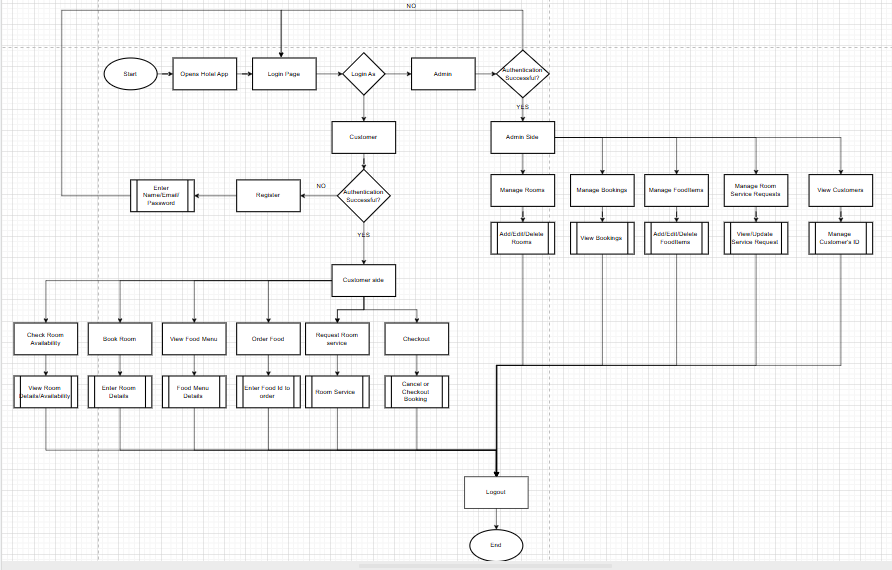 NO
Start
Opens Hotel App
Login Page
Login As
Admin
Authentication
Successful?
YES
Customer
Admin Side
Enter
Name/Email/
Password
Register
NO
Authentication
Successful?
Manage Rooms
Manage Bookings
Manage FoodItems
Manage Room
Service Requests
View Customers
YES
Add/Edit/Delete
Rooms
View Bookings
Add/Edit/Delete
FoodItems
View/Update
Service Request
Manage
Customer's ID
Customer side
Check Room
Availability
Book Room
View Food Menu
Order Food
Request Room
service
Checkout
View Room
Details/Availability
Enter Room
Details
Food Menu
Details
Enter Food Id to
order
Room Service
Cancel or
Checkout
Booking
Logout
End